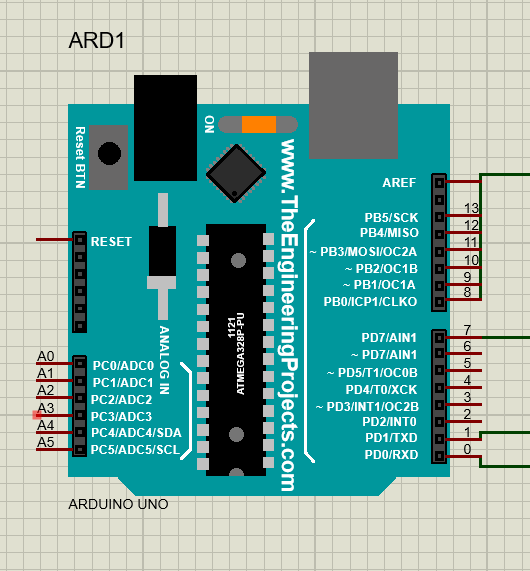 ARD1
Reset BTN
ON
www.TheEngineeringProjects.com
AREF
PB5/SCK 13
PB4/MISO 12
~ PB3/MOSI/OC2A 11
~ PB2/OC1B 10
~ PB1/OC1A 9
PB0/ICP1/CLKO 8
RESET
ANALOG IN
1121
ATMEGA328P-PU
PD7/AIN1 7
~ PD7/AIN1 6
~ PD5/T1/OC0B 5
PD4/T0/XCK 4
~ PD3/INT1/OC2B 3
PD2/INT0 2
PD1/TXD 1
PD0/RXD 0
A0 PC0/ADC0
A1 PC1/ADC1
A2 PC2/ADC2
A3 PC3/ADC3
A4 PC4/ADC4/SDA
A5 PC5/ADC5/SCL
ARDUINO UNO